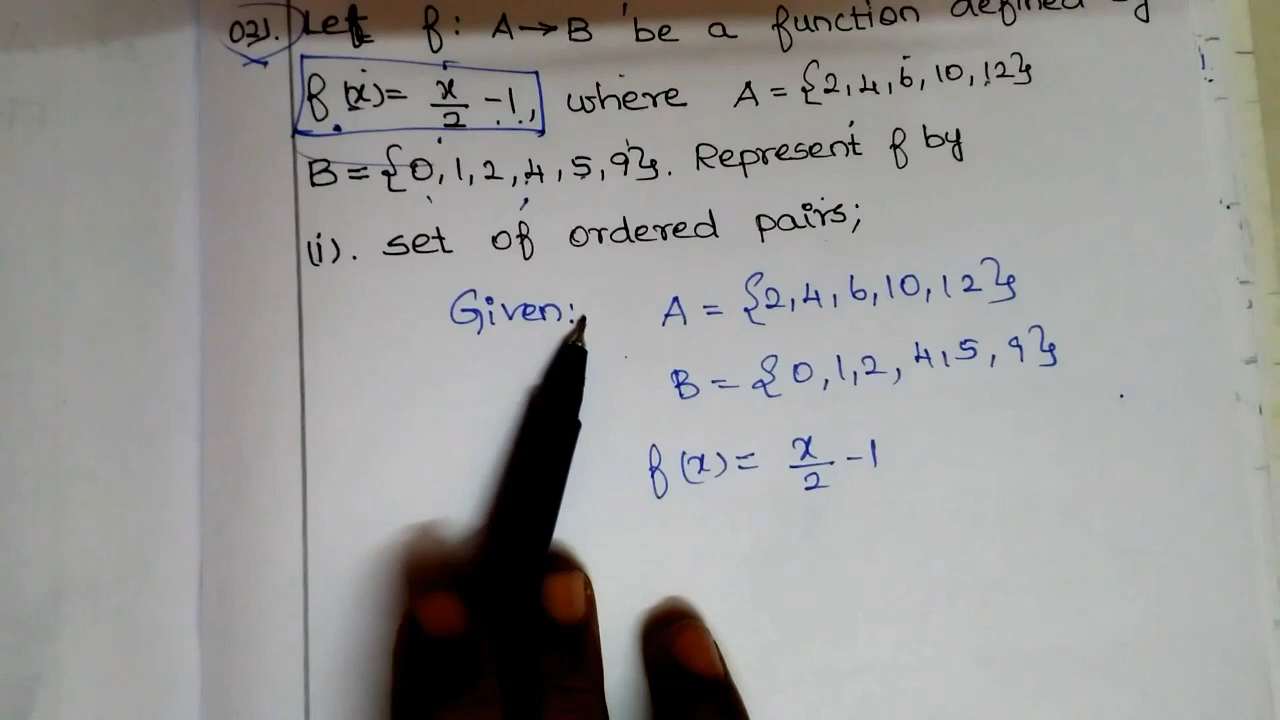 021. Let f: A→B be a function defined by
f(x) = x/2 - 1, where A = {2, 4, 6, 10, 12}
B = {0, 1, 2, 4, 5, 9}. Represent f by
(i). set of ordered pairs;
Given: A = {2, 4, 6, 10, 12}
B = {0, 1, 2, 4, 5, 9}
f(x) = x/2 - 1